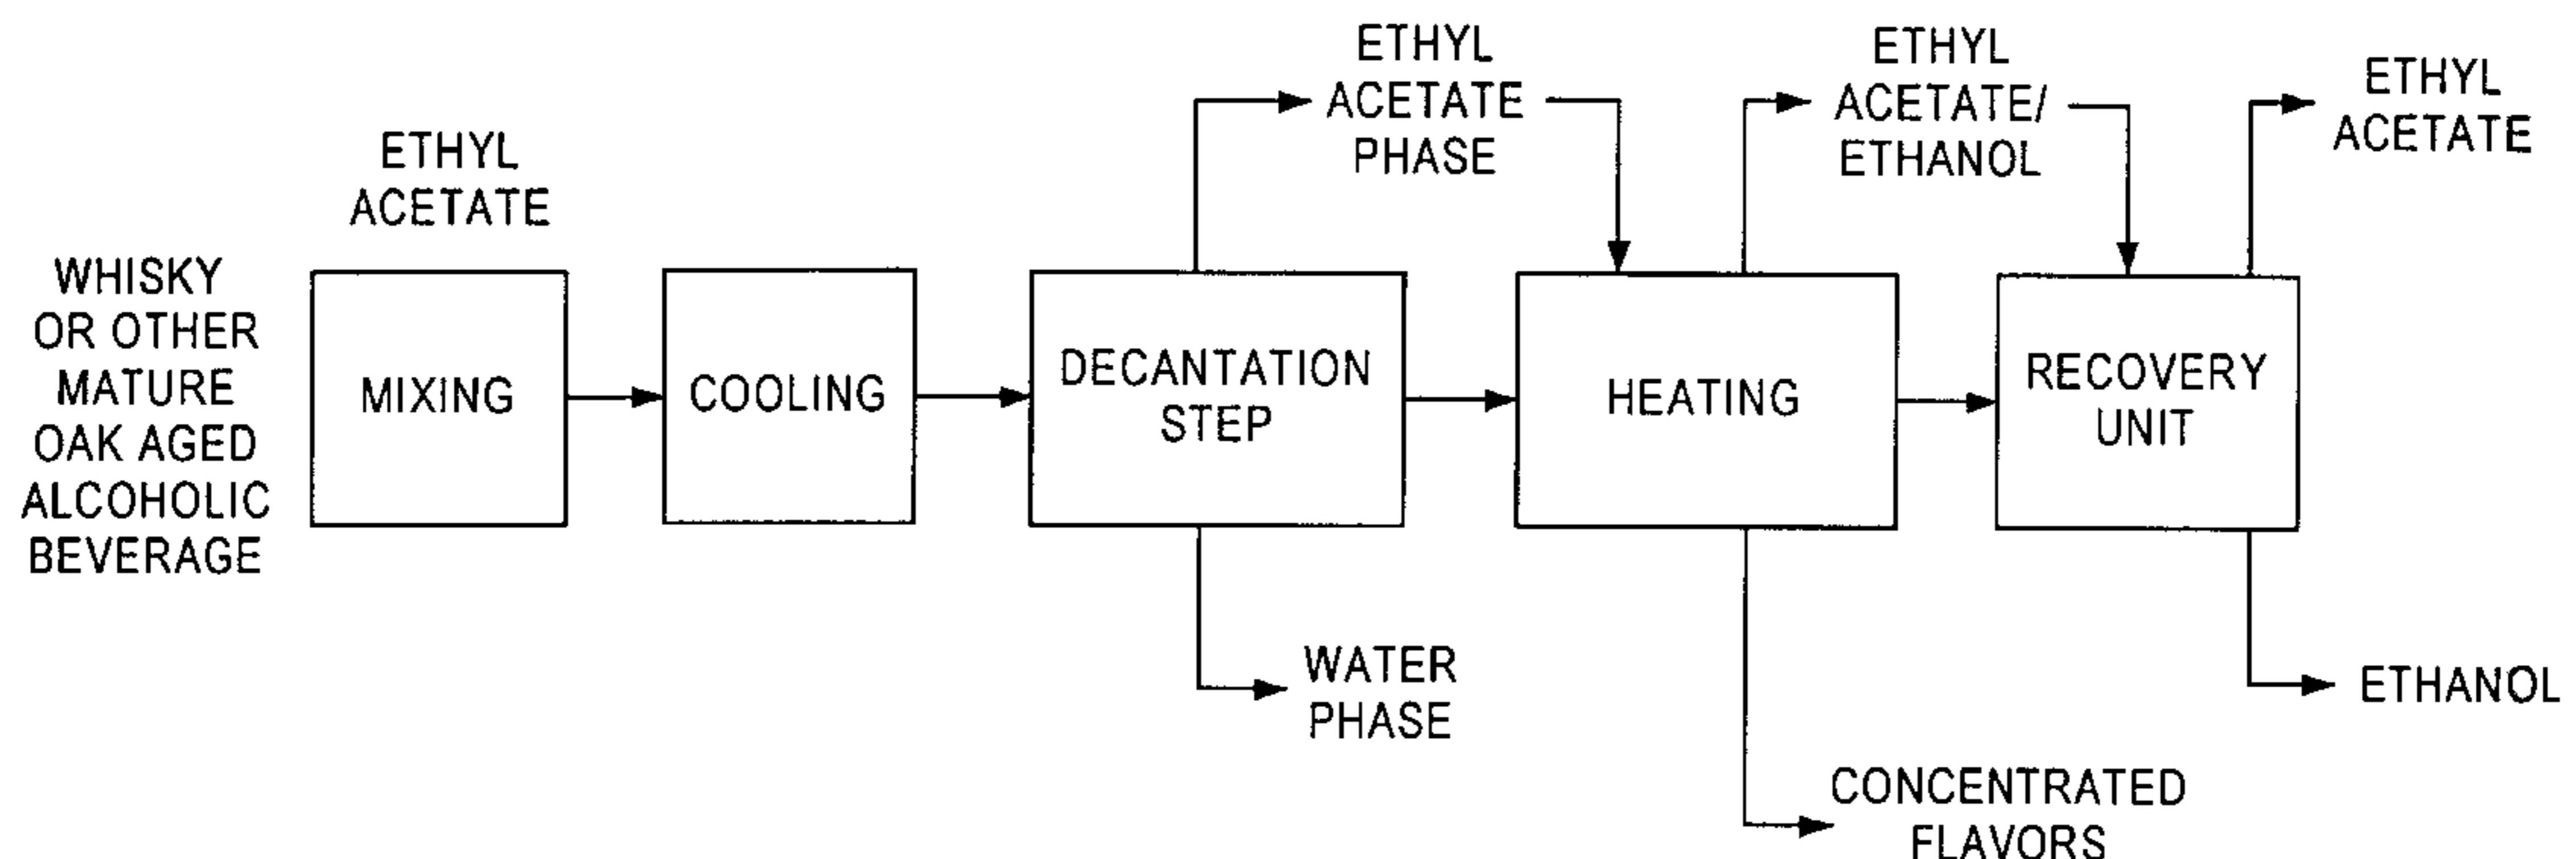 WHISKY
OR OTHER
MATURE
OAK AGED
ALCOHOLIC
BEVERAGE
ETHYL
ACETATE
MIXING
COOLING
DECANTATION
STEP
ETHYL
ACETATE
PHASE
WATER
PHASE
HEATING
ETHYL
ACETATE/
ETHANOL
CONCENTRATED
FLAVORS
RECOVERY
UNIT
ETHYL
ACETATE
ETHANOL